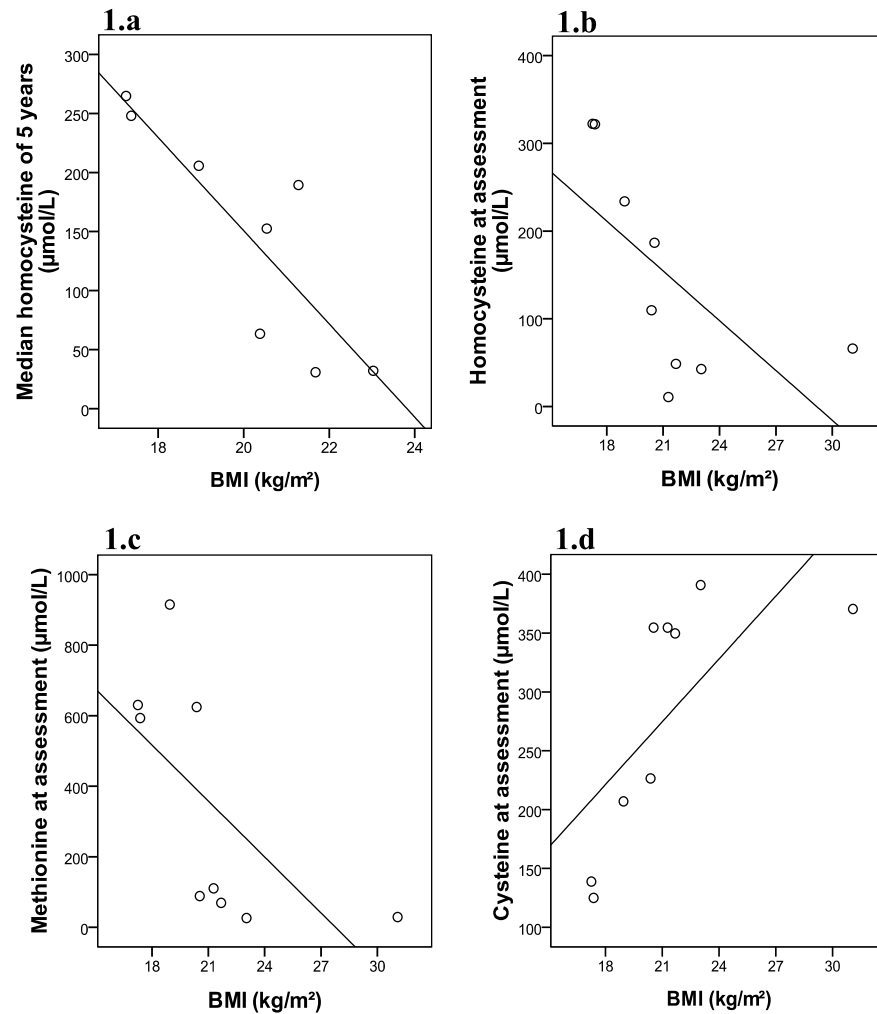 1.a
300
250
200
150
100
50
0
18 20 22 24
Median homocysteine of 5 years
(µmol/L)
BMI (kg/m²)
1.b
400
300
200
100
0
18 21 24 27 30
Homocysteine at assessment
(µmol/L)
BMI (kg/m²)
1.c
1000
800
600
400
200
0
18 21 24 27 30
Methionine at assessment (µmol/L)
BMI (kg/m²)
1.d
400
350
300
250
200
150
100
18 21 24 27 30
Cysteine at assessment (µmol/L)
BMI (kg/m²)